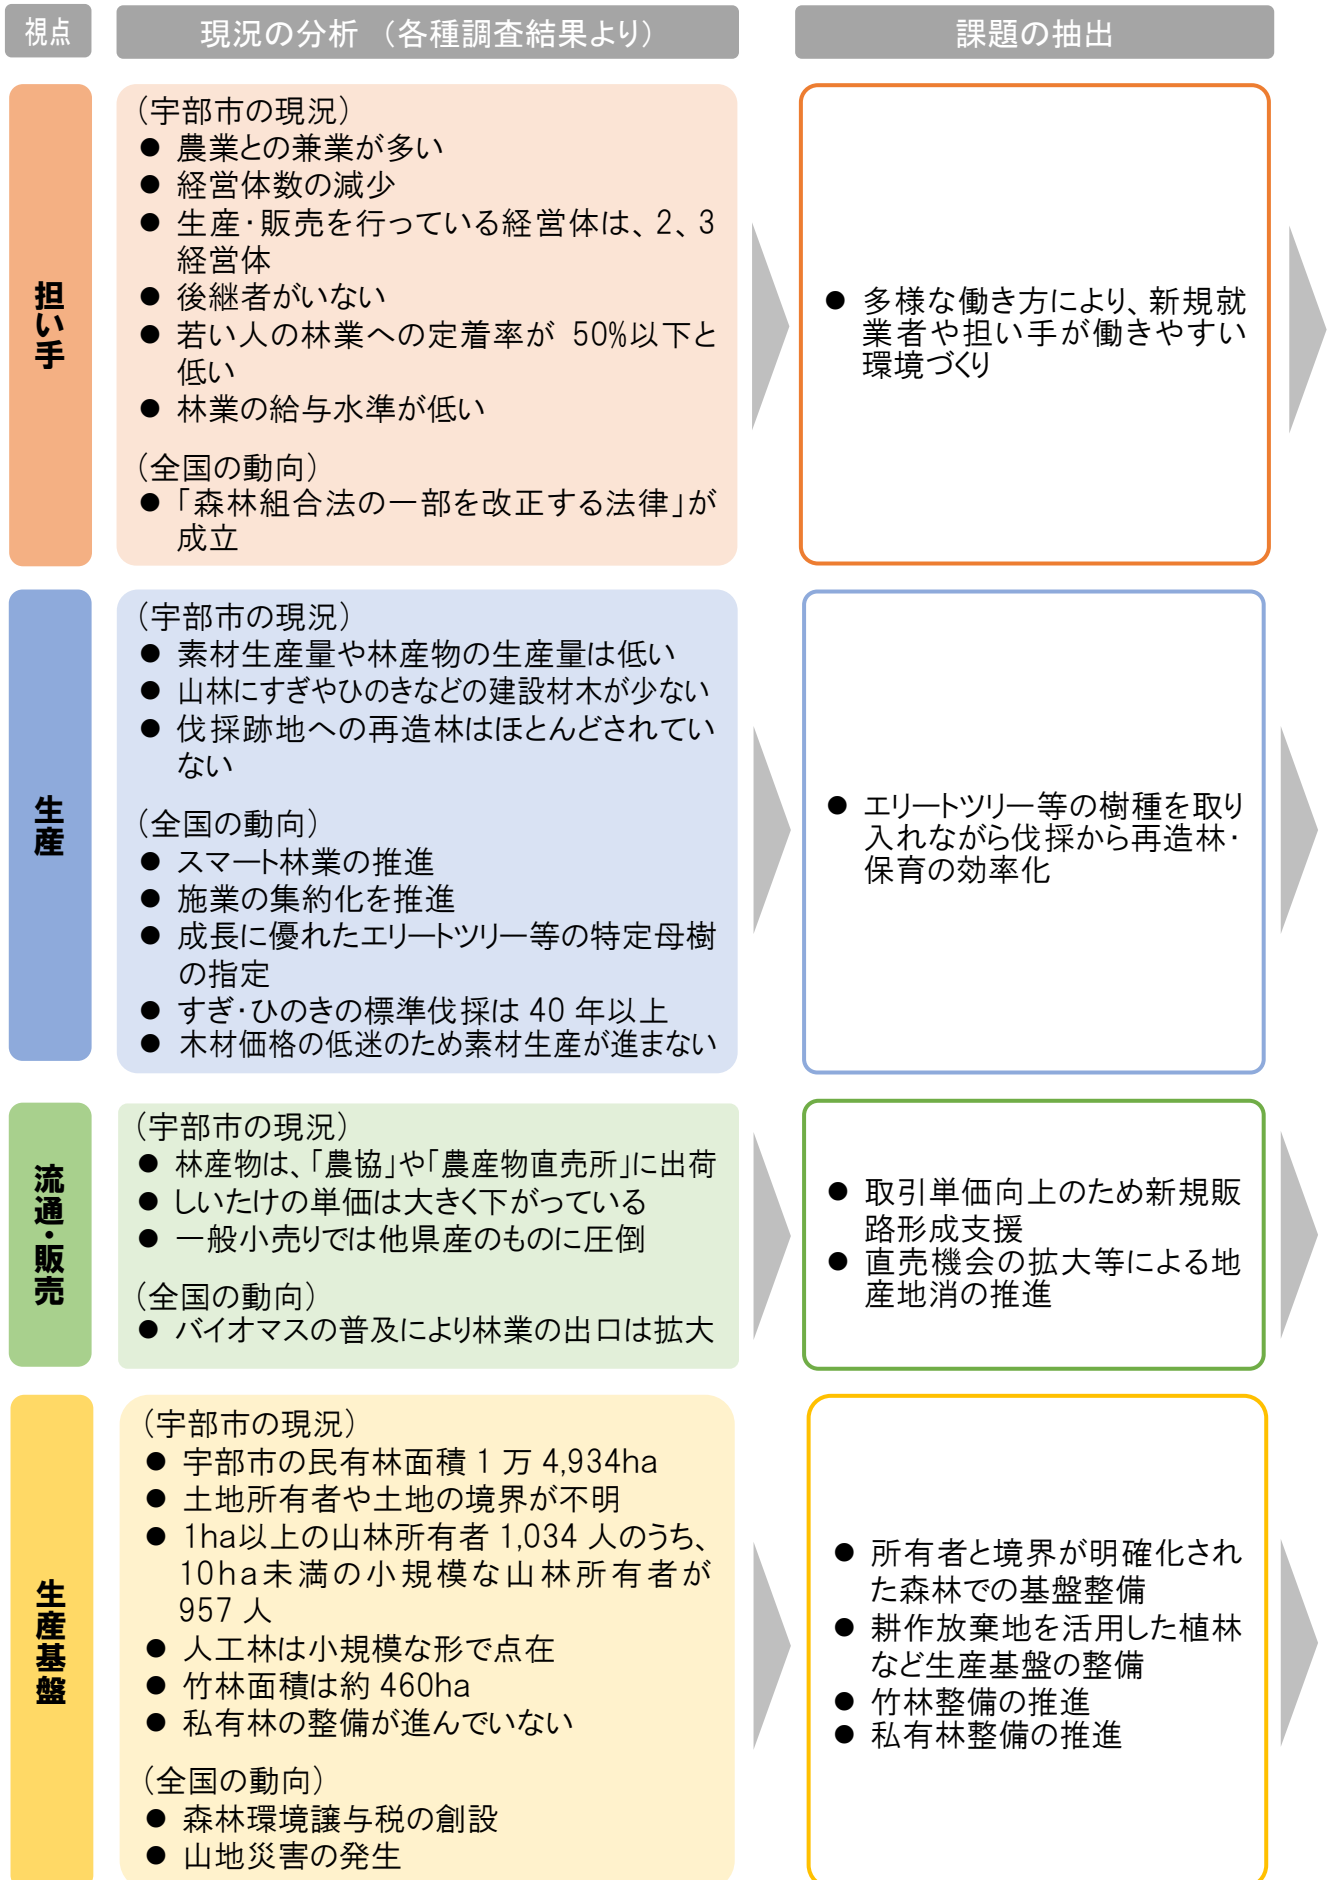 視点
現況の分析 （各種調査結果より）
課題の抽出
担い手
（宇部市の現況）
● 農業との兼業が多い
● 経営体数の減少
● 生産・販売を行っている経営体は、2、3
経営体
● 後継者がいない
● 若い人の林業への定着率が 50%以下と
低い
● 林業の給与水準が低い
（全国の動向）
● 「森林組合法の一部を改正する法律」が
成立
● 多様な働き方により、新規就
業者や担い手が働きやすい
環境づくり
生産
（宇部市の現況）
● 素材生産量や林産物の生産量は低い
● 山林にすぎやひのきなどの建設材木が少ない
● 伐採跡地への再造林はほとんどされてい
ない
（全国の動向）
● スマート林業の推進
● 施業の集約化を推進
● 成長に優れたエリートツリー等の特定母樹
の指定
● すぎ・ひのきの標準伐採は 40 年以上
● 木材価格の低迷のため素材生産が進まない
● エリートツリー等の樹種を取り
入れながら伐採から再造林・
保育の効率化
流通・販売
（宇部市の現況）
● 林産物は、「農協」や「農産物直売所」に出荷
● しいたけの単価は大きく下がっている
● 一般小売りでは他県産のものに圧倒
（全国の動向）
● バイオマスの普及により林業の出口は拡大
● 取引単価向上のため新規販
路形成支援
● 直売機会の拡大等による地
産地消の推進
生産基盤
（宇部市の現況）
● 宇部市の民有林面積 1 万 4,934ha
● 土地所有者や土地の境界が不明
● 1ha以上の山林所有者 1,034 人のうち、
10ha未満の小規模な山林所有者が
957 人
● 人工林は小規模な形で点在
● 竹林面積は約 460ha
● 私有林の整備が進んでいない
（全国の動向）
● 森林環境譲与税の創設
● 山地災害の発生
● 所有者と境界が明確化され
た森林での基盤整備
● 耕作放棄地を活用した植林
など生産基盤の整備
● 竹林整備の推進
● 私有林整備の推進